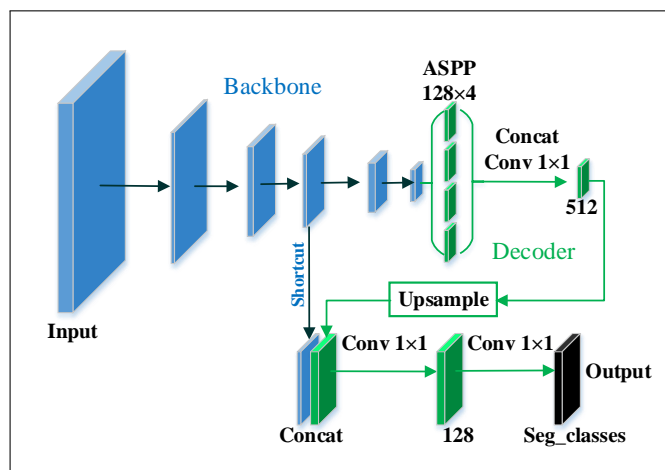 ASPP
128×4
Backbone
Concat
Conv 1×1
512
Decoder
Shortcut
Upsample
Input
Conv 1×1
Conv 1×1
Output
Concat
128
Seg_classes